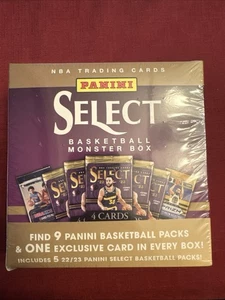 NBA TRADING CARDS
PANINI
SELECT
BASKETBALL
MONSTER BOX
4 CARDS
FIND 9 PANINI BASKETBALL PACKS
& ONE EXCLUSIVE CARD IN EVERY BOX!
INCLUDES 5 22/23 PANINI SELECT BASKETBALL PACKS!